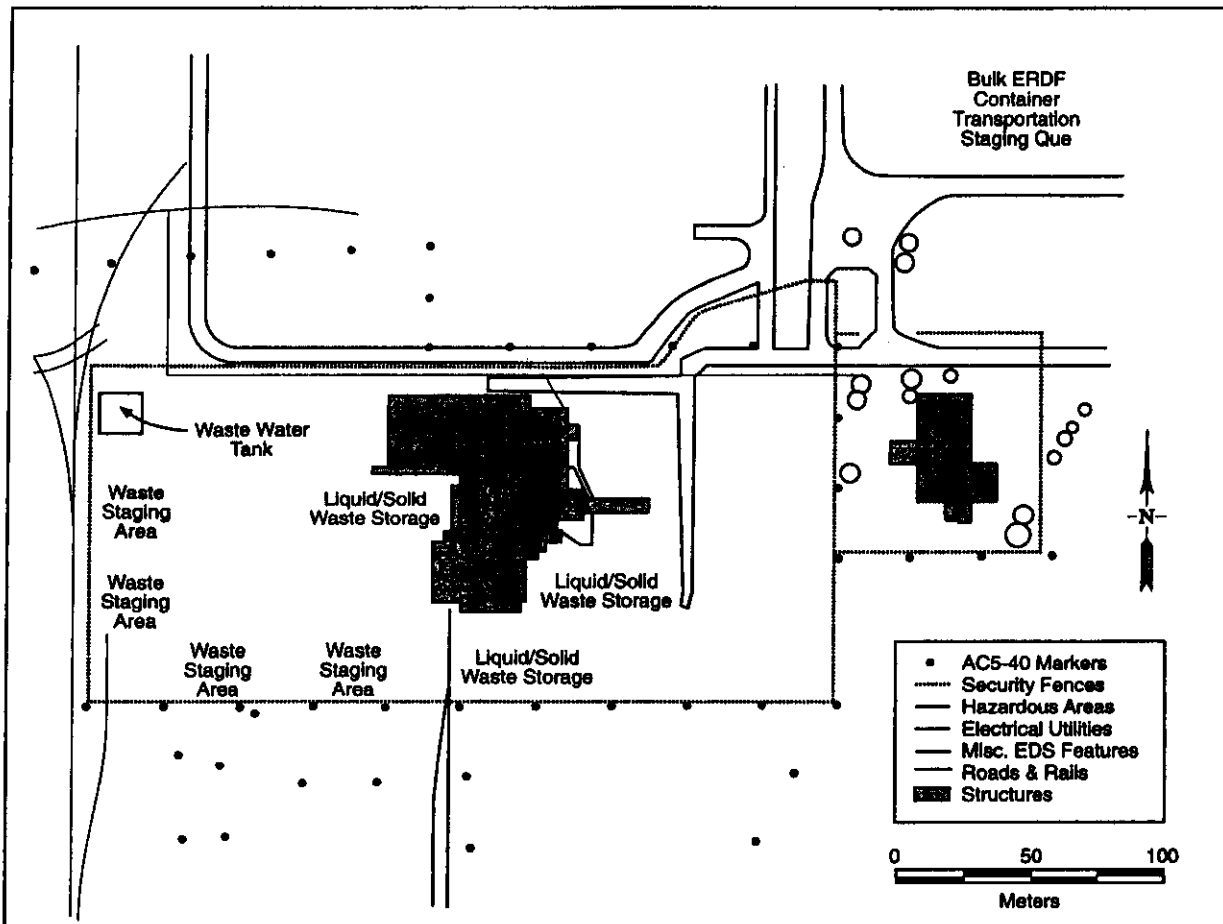 Bulk ERDF
Container
Transportation
Staging Que
Waste Water
Tank
Waste
Staging
Area
Liquid/Solid
Waste Storage
Waste
Staging
Area
Liquid/Solid
Waste Storage
Waste
Staging
Area
Waste
Staging
Area
Liquid/Solid
Waste Storage
N
AC5-40 Markers
Security Fences
Hazardous Areas
Electrical Utilities
Misc. EDS Features
Roads & Rails
Structures
0 50 100
Meters